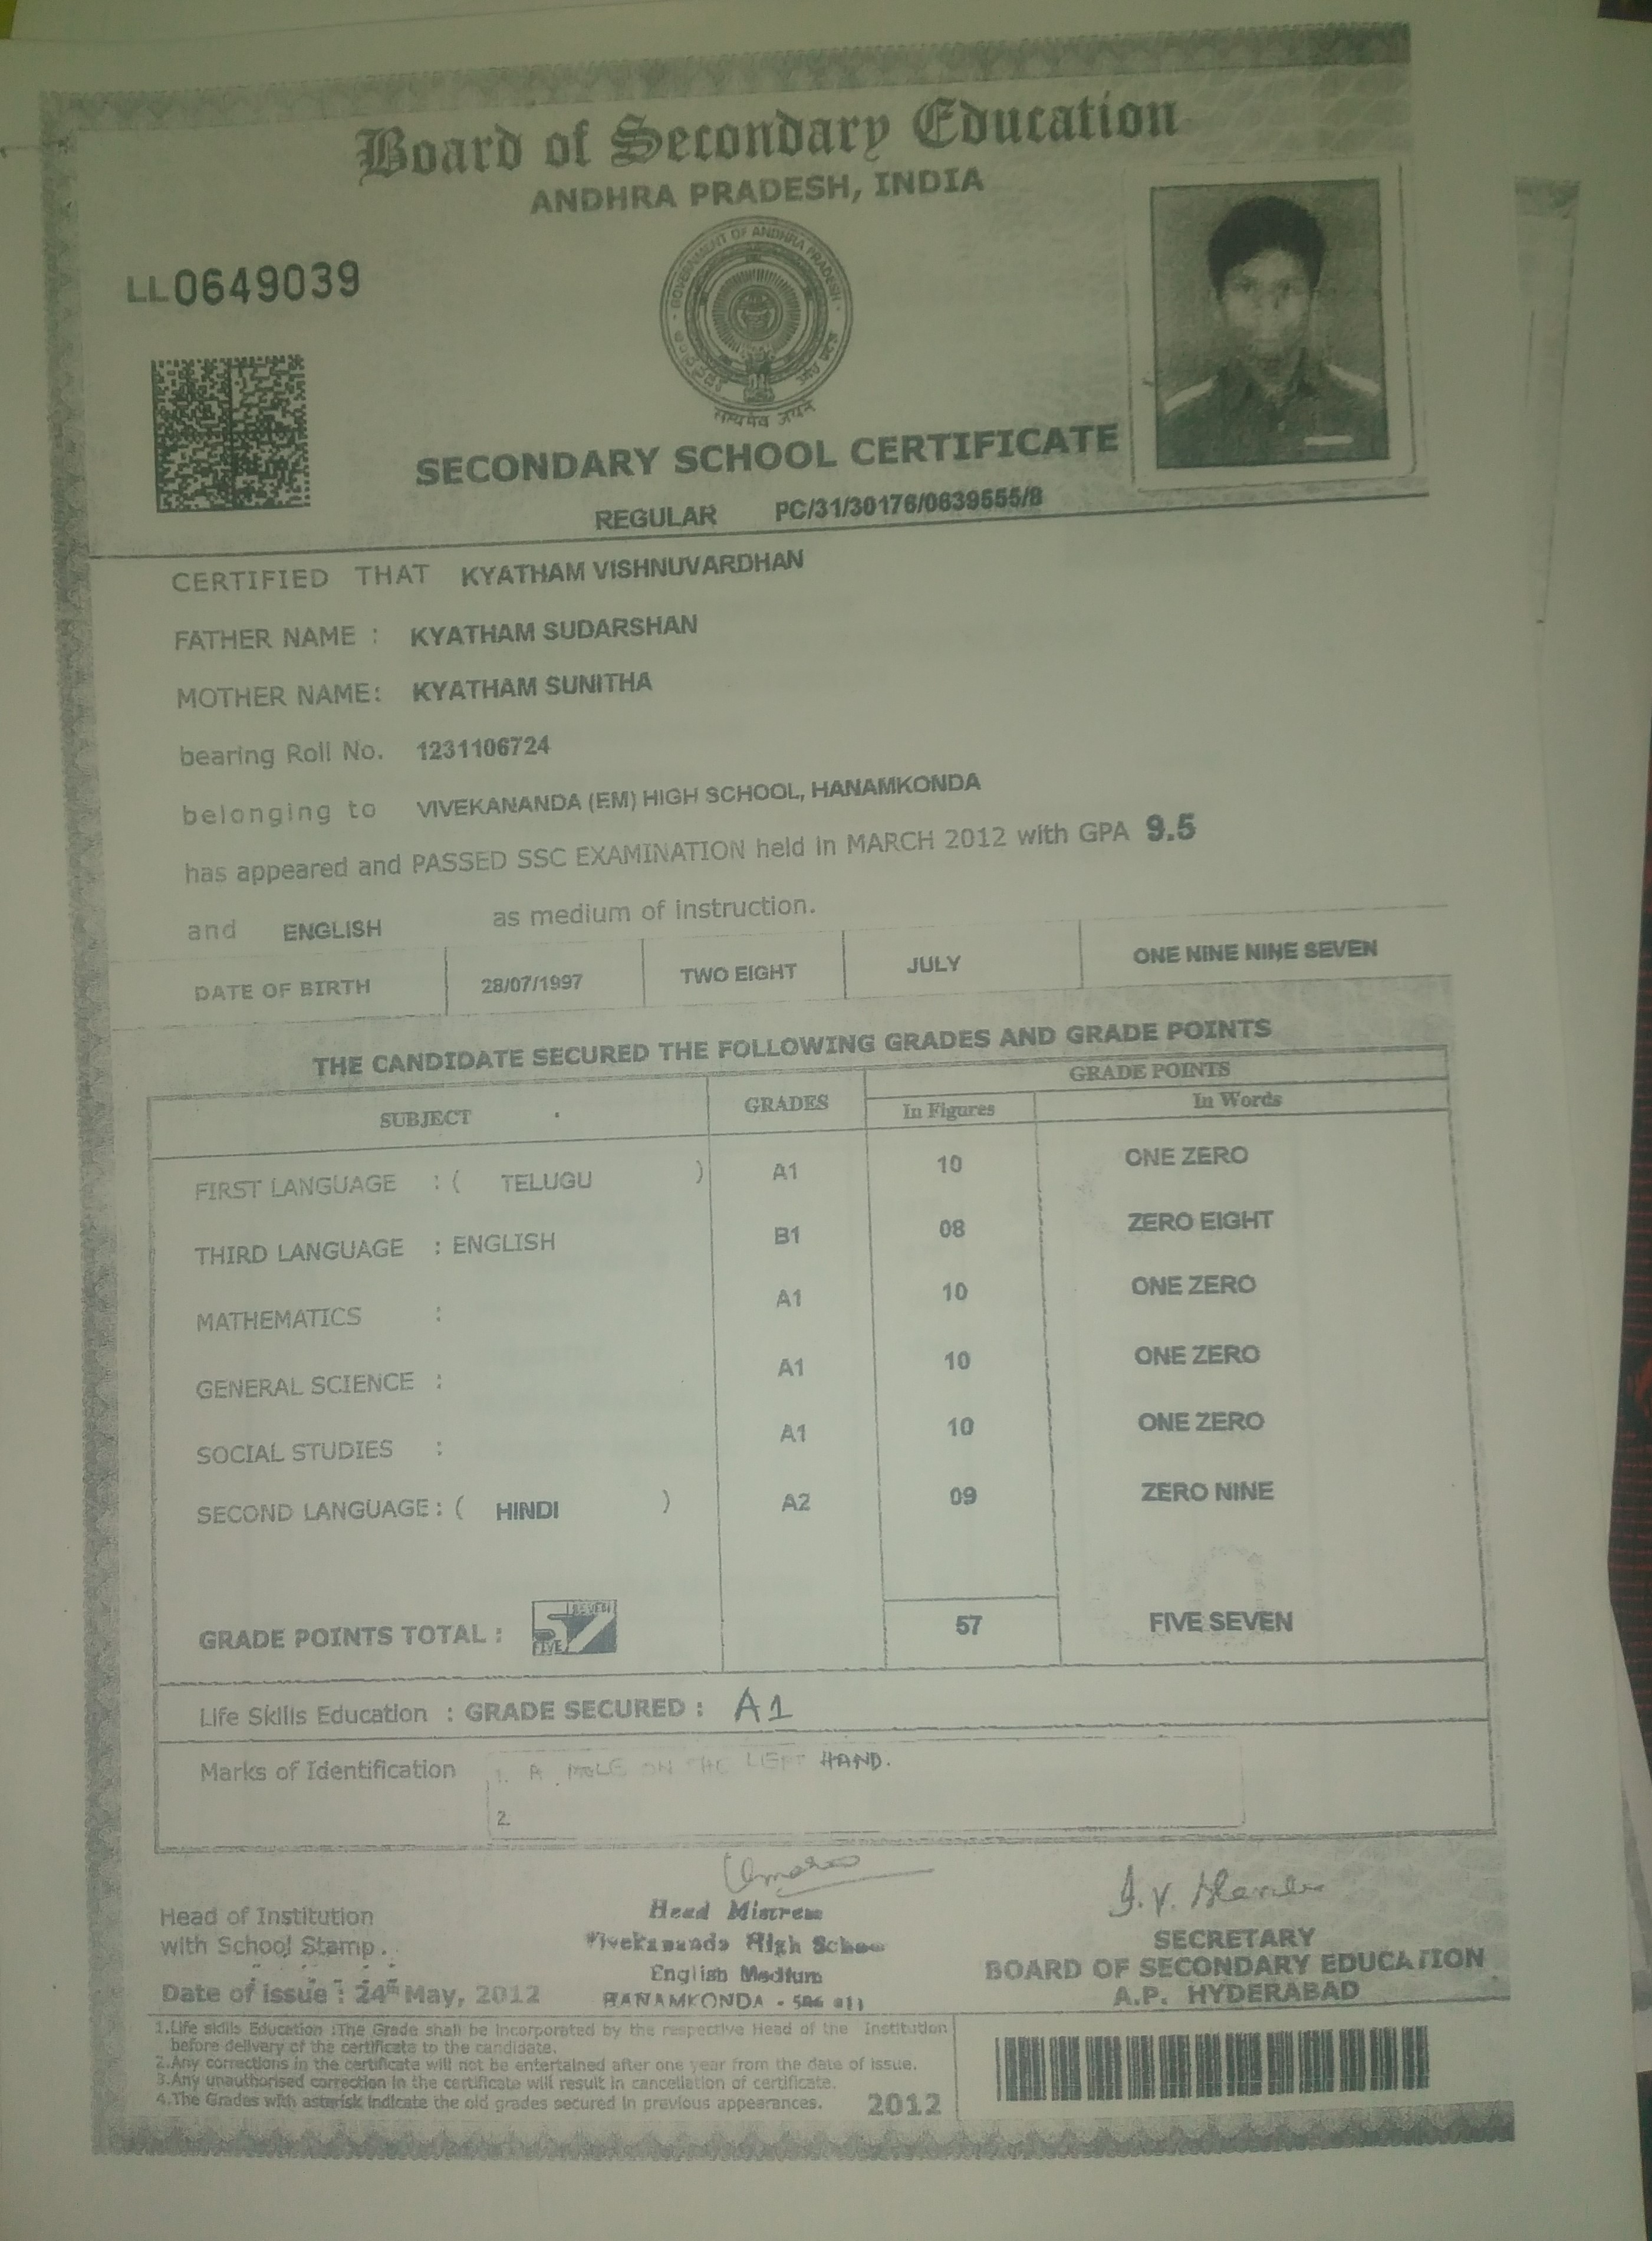 Board of Secondary Education
ANDHRA PRADESH, INDIA
GOVERNMENT OF ANDHRA PRADESH
सत्यमेव जयते
LL0649039
SECONDARY SCHOOL CERTIFICATE
REGULAR PC/31/30176/0639555/8
CERTIFIED THAT KYATHAM VISHNUVARDHAN
FATHER NAME : KYATHAM SUDARSHAN
MOTHER NAME: KYATHAM SUNITHA
bearing Roll No. 1231106724
belonging to VIVEKANANDA (EM) HIGH SCHOOL, HANAMKONDA
has appeared and PASSED SSC EXAMINATION held in MARCH 2012 with GPA 9.5
and ENGLISH as medium of instruction.
DATE OF BIRTH 28/07/1997 TWO EIGHT JULY ONE NINE NINE SEVEN
THE CANDIDATE SECURED THE FOLLOWING GRADES AND GRADE POINTS
SUBJECT GRADES GRADE POINTS
In Figures In Words
FIRST LANGUAGE : ( TELUGU ) A1 10 ONE ZERO
THIRD LANGUAGE : ENGLISH B1 08 ZERO EIGHT
MATHEMATICS : A1 10 ONE ZERO
GENERAL SCIENCE : A1 10 ONE ZERO
SOCIAL STUDIES : A1 10 ONE ZERO
SECOND LANGUAGE : ( HINDI ) A2 09 ZERO NINE
GRADE POINTS TOTAL : 57 FIVE SEVEN 57 FIVE SEVEN
Life Skills Education : GRADE SECURED : A1
Marks of Identification 1. A MOLE ON THE LEFT HAND.
2.
Head of Institution
with School Stamp.
Head Mistress
Vivekananda High School
English Medium
HANAMKONDA - 506 011
SECRETARY
BOARD OF SECONDARY EDUCATION
A.P. HYDERABAD
Date of issue : 24th May, 2012
1.Life skills Education :The Grade shall be incorporated by the respective Head of the Institution
before delivery of the certificate to the candidate.
2.Any corrections in the certificate will not be entertained after one year from the date of issue.
3.Any unauthorised correction in the certificate will result in cancellation of certificate.
4.The Grades with asterisk indicate the old grades secured in previous appearances.
2012